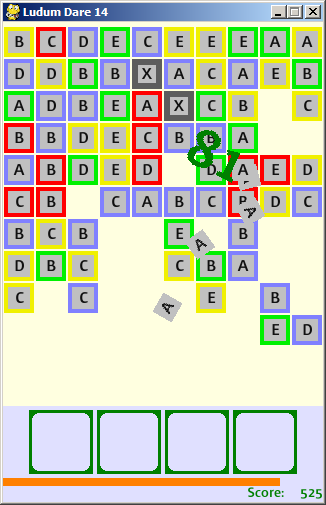 Ludum Dare 14
B C D E C E E E A A
D D B B X A C A E B
A D B E A X C B C
B B D E C B A
A B D E D A E D
C B C A B C D C
A
B C B E B
A
D B C C B A
C C E B
A
E D
Score: 525